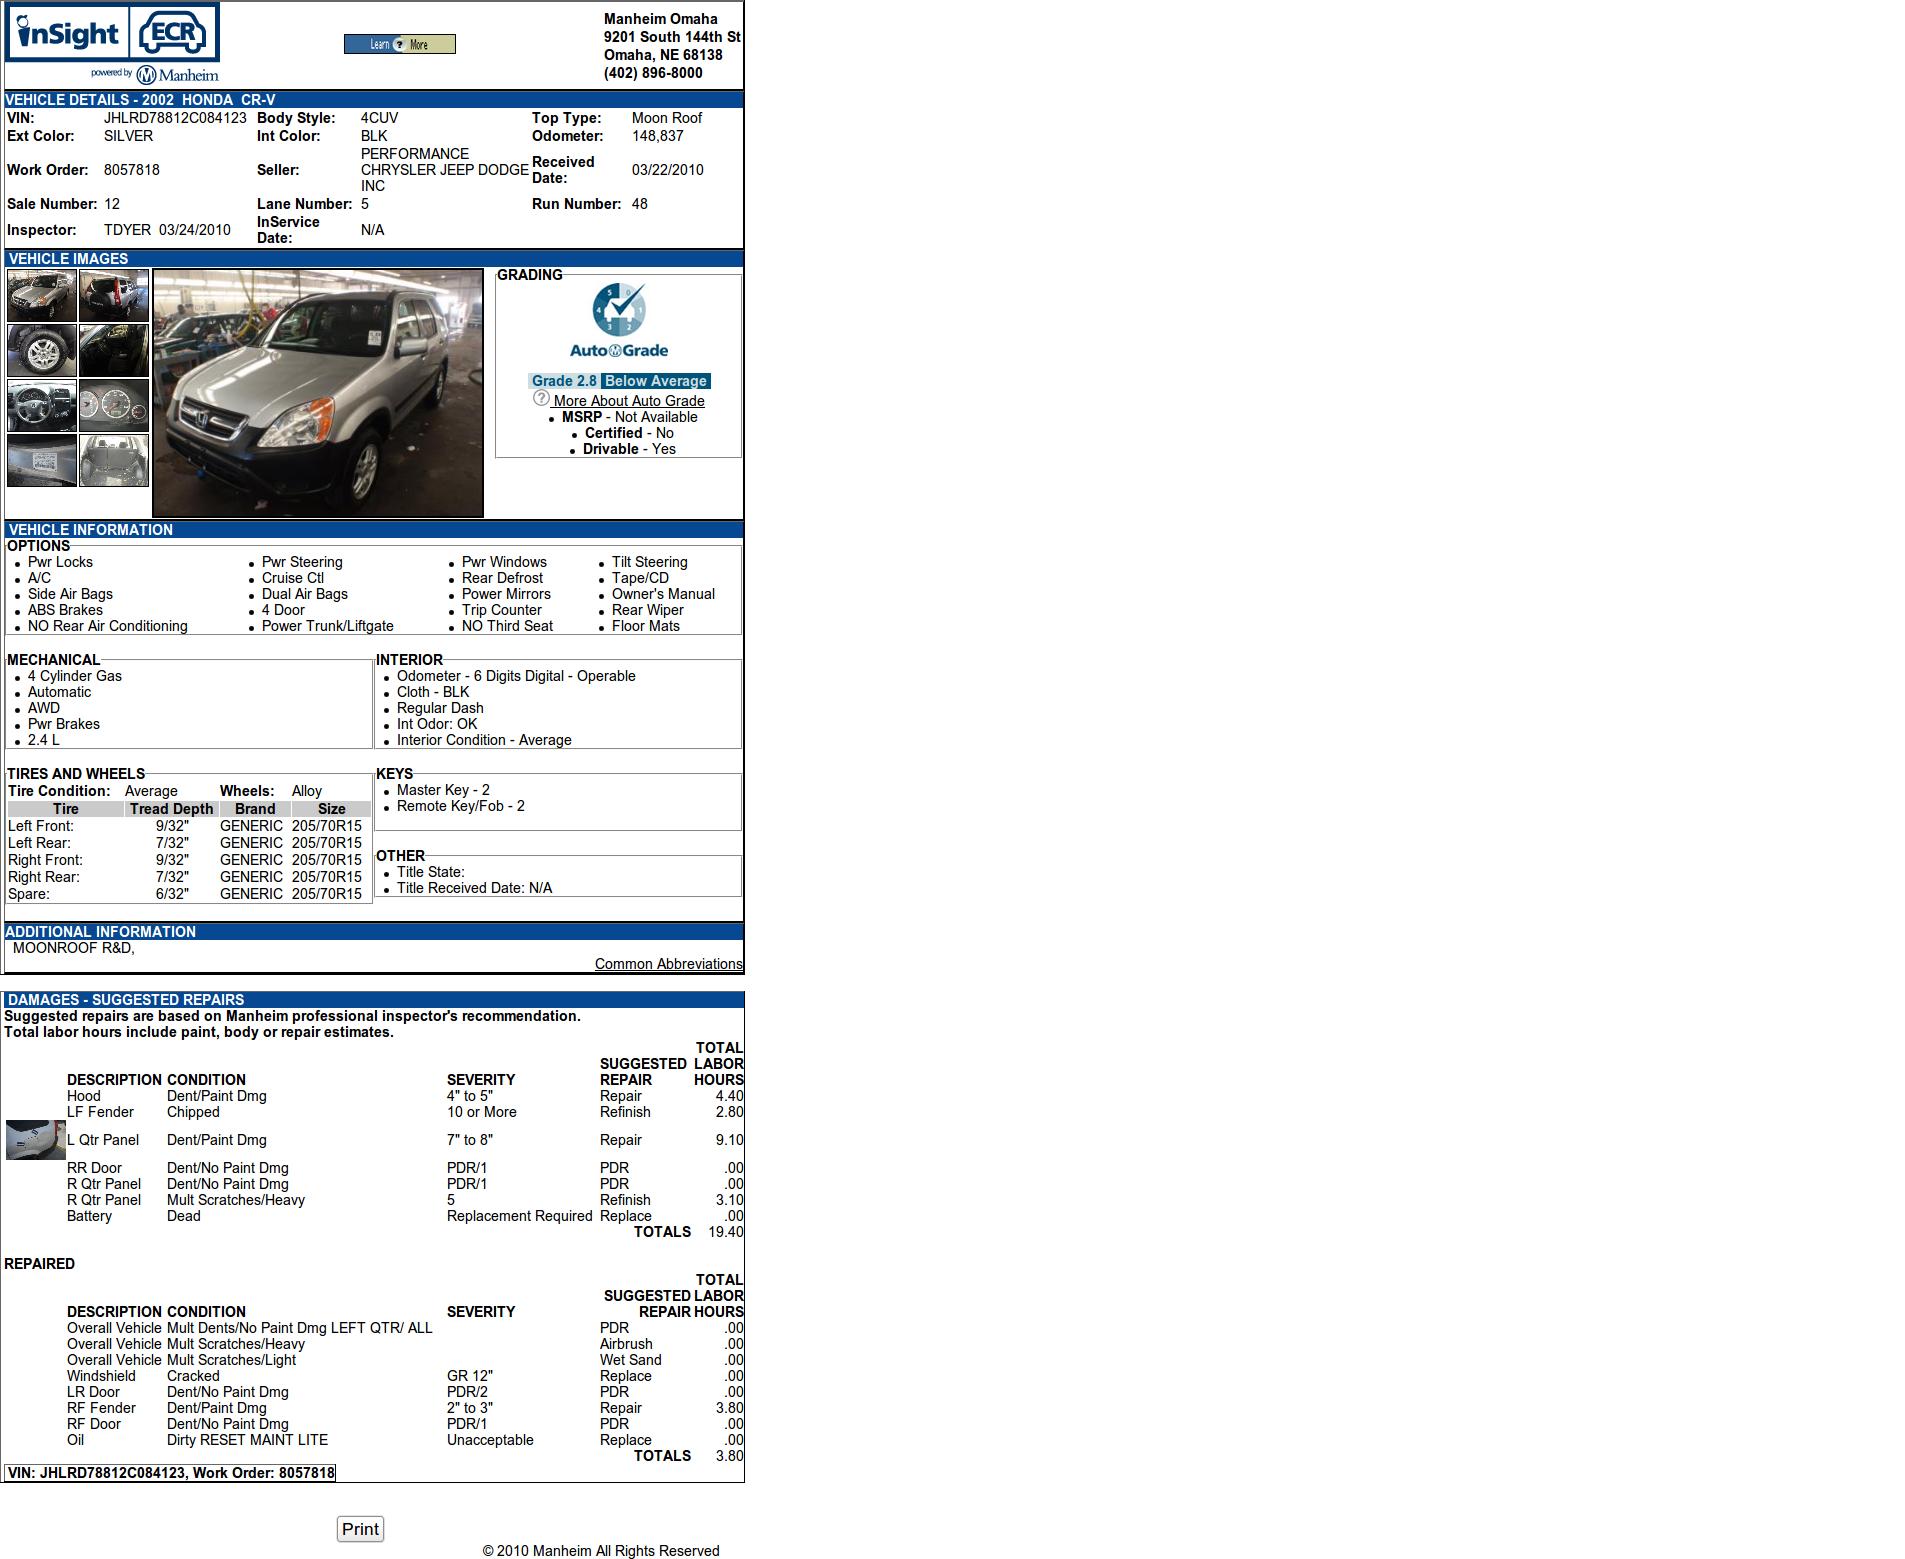 inSight ECR
powered by Manheim
Learn ? More
Manheim Omaha
9201 South 144th St
Omaha, NE 68138
(402) 896-8000
VEHICLE DETAILS - 2002 HONDA CR-V
VIN: JHLRD78812C084123 Body Style: 4CUV Top Type: Moon Roof
Ext Color: SILVER Int Color: BLK Odometer: 148,837
Work Order: 8057818 Seller: PERFORMANCE CHRYSLER JEEP DODGE INC Received Date: 03/22/2010
Sale Number: 12 Lane Number: 5 Run Number: 48
Inspector: TDYER 03/24/2010 InService Date: N/A
VEHICLE IMAGES
GRADING
5 0 4 1 3 2
Auto Grade
Grade 2.8 Below Average
? More About Auto Grade
• MSRP - Not Available
• Certified - No
• Drivable - Yes
VEHICLE INFORMATION
OPTIONS
• Pwr Locks • Pwr Steering • Pwr Windows • Tilt Steering
• A/C • Cruise Ctl • Rear Defrost • Tape/CD
• Side Air Bags • Dual Air Bags • Power Mirrors • Owner's Manual
• ABS Brakes • 4 Door • Trip Counter • Rear Wiper
• NO Rear Air Conditioning • Power Trunk/Liftgate • NO Third Seat • Floor Mats
MECHANICAL
• 4 Cylinder Gas
• Automatic
• AWD
• Pwr Brakes
• 2.4 L
INTERIOR
• Odometer - 6 Digits Digital - Operable
• Cloth - BLK
• Regular Dash
• Int Odor: OK
• Interior Condition - Average
TIRES AND WHEELS
Tire Condition: Average Wheels: Alloy
Tire Tread Depth Brand Size
Left Front: 9/32" GENERIC 205/70R15
Left Rear: 7/32" GENERIC 205/70R15
Right Front: 9/32" GENERIC 205/70R15
Right Rear: 7/32" GENERIC 205/70R15
Spare: 6/32" GENERIC 205/70R15
KEYS
• Master Key - 2
• Remote Key/Fob - 2
OTHER
• Title State:
• Title Received Date: N/A
ADDITIONAL INFORMATION
MOONROOF R&D,
Common Abbreviations
DAMAGES - SUGGESTED REPAIRS
Suggested repairs are based on Manheim professional inspector's recommendation.
Total labor hours include paint, body or repair estimates.
DESCRIPTION CONDITION SEVERITY SUGGESTED REPAIR TOTAL LABOR HOURS
Hood Dent/Paint Dmg 4" to 5" Repair 4.40
LF Fender Chipped 10 or More Refinish 2.80
L Qtr Panel Dent/Paint Dmg 7" to 8" Repair 9.10
RR Door Dent/No Paint Dmg PDR/1 PDR .00
R Qtr Panel Dent/No Paint Dmg PDR/1 PDR .00
R Qtr Panel Mult Scratches/Heavy 5 Refinish 3.10
Battery Dead Replacement Required Replace .00
TOTALS 19.40
REPAIRED
DESCRIPTION CONDITION SEVERITY SUGGESTED REPAIR TOTAL LABOR HOURS
Overall Vehicle Mult Dents/No Paint Dmg LEFT QTR/ ALL PDR .00
Overall Vehicle Mult Scratches/Heavy Airbrush .00
Overall Vehicle Mult Scratches/Light Wet Sand .00
Windshield Cracked GR 12" Replace .00
LR Door Dent/No Paint Dmg PDR/2 PDR .00
RF Fender Dent/Paint Dmg 2" to 3" Repair 3.80
RF Door Dent/No Paint Dmg PDR/1 PDR .00
Oil Dirty RESET MAINT LITE Unacceptable Replace .00
TOTALS 3.80
VIN: JHLRD78812C084123, Work Order: 8057818
Print
© 2010 Manheim All Rights Reserved